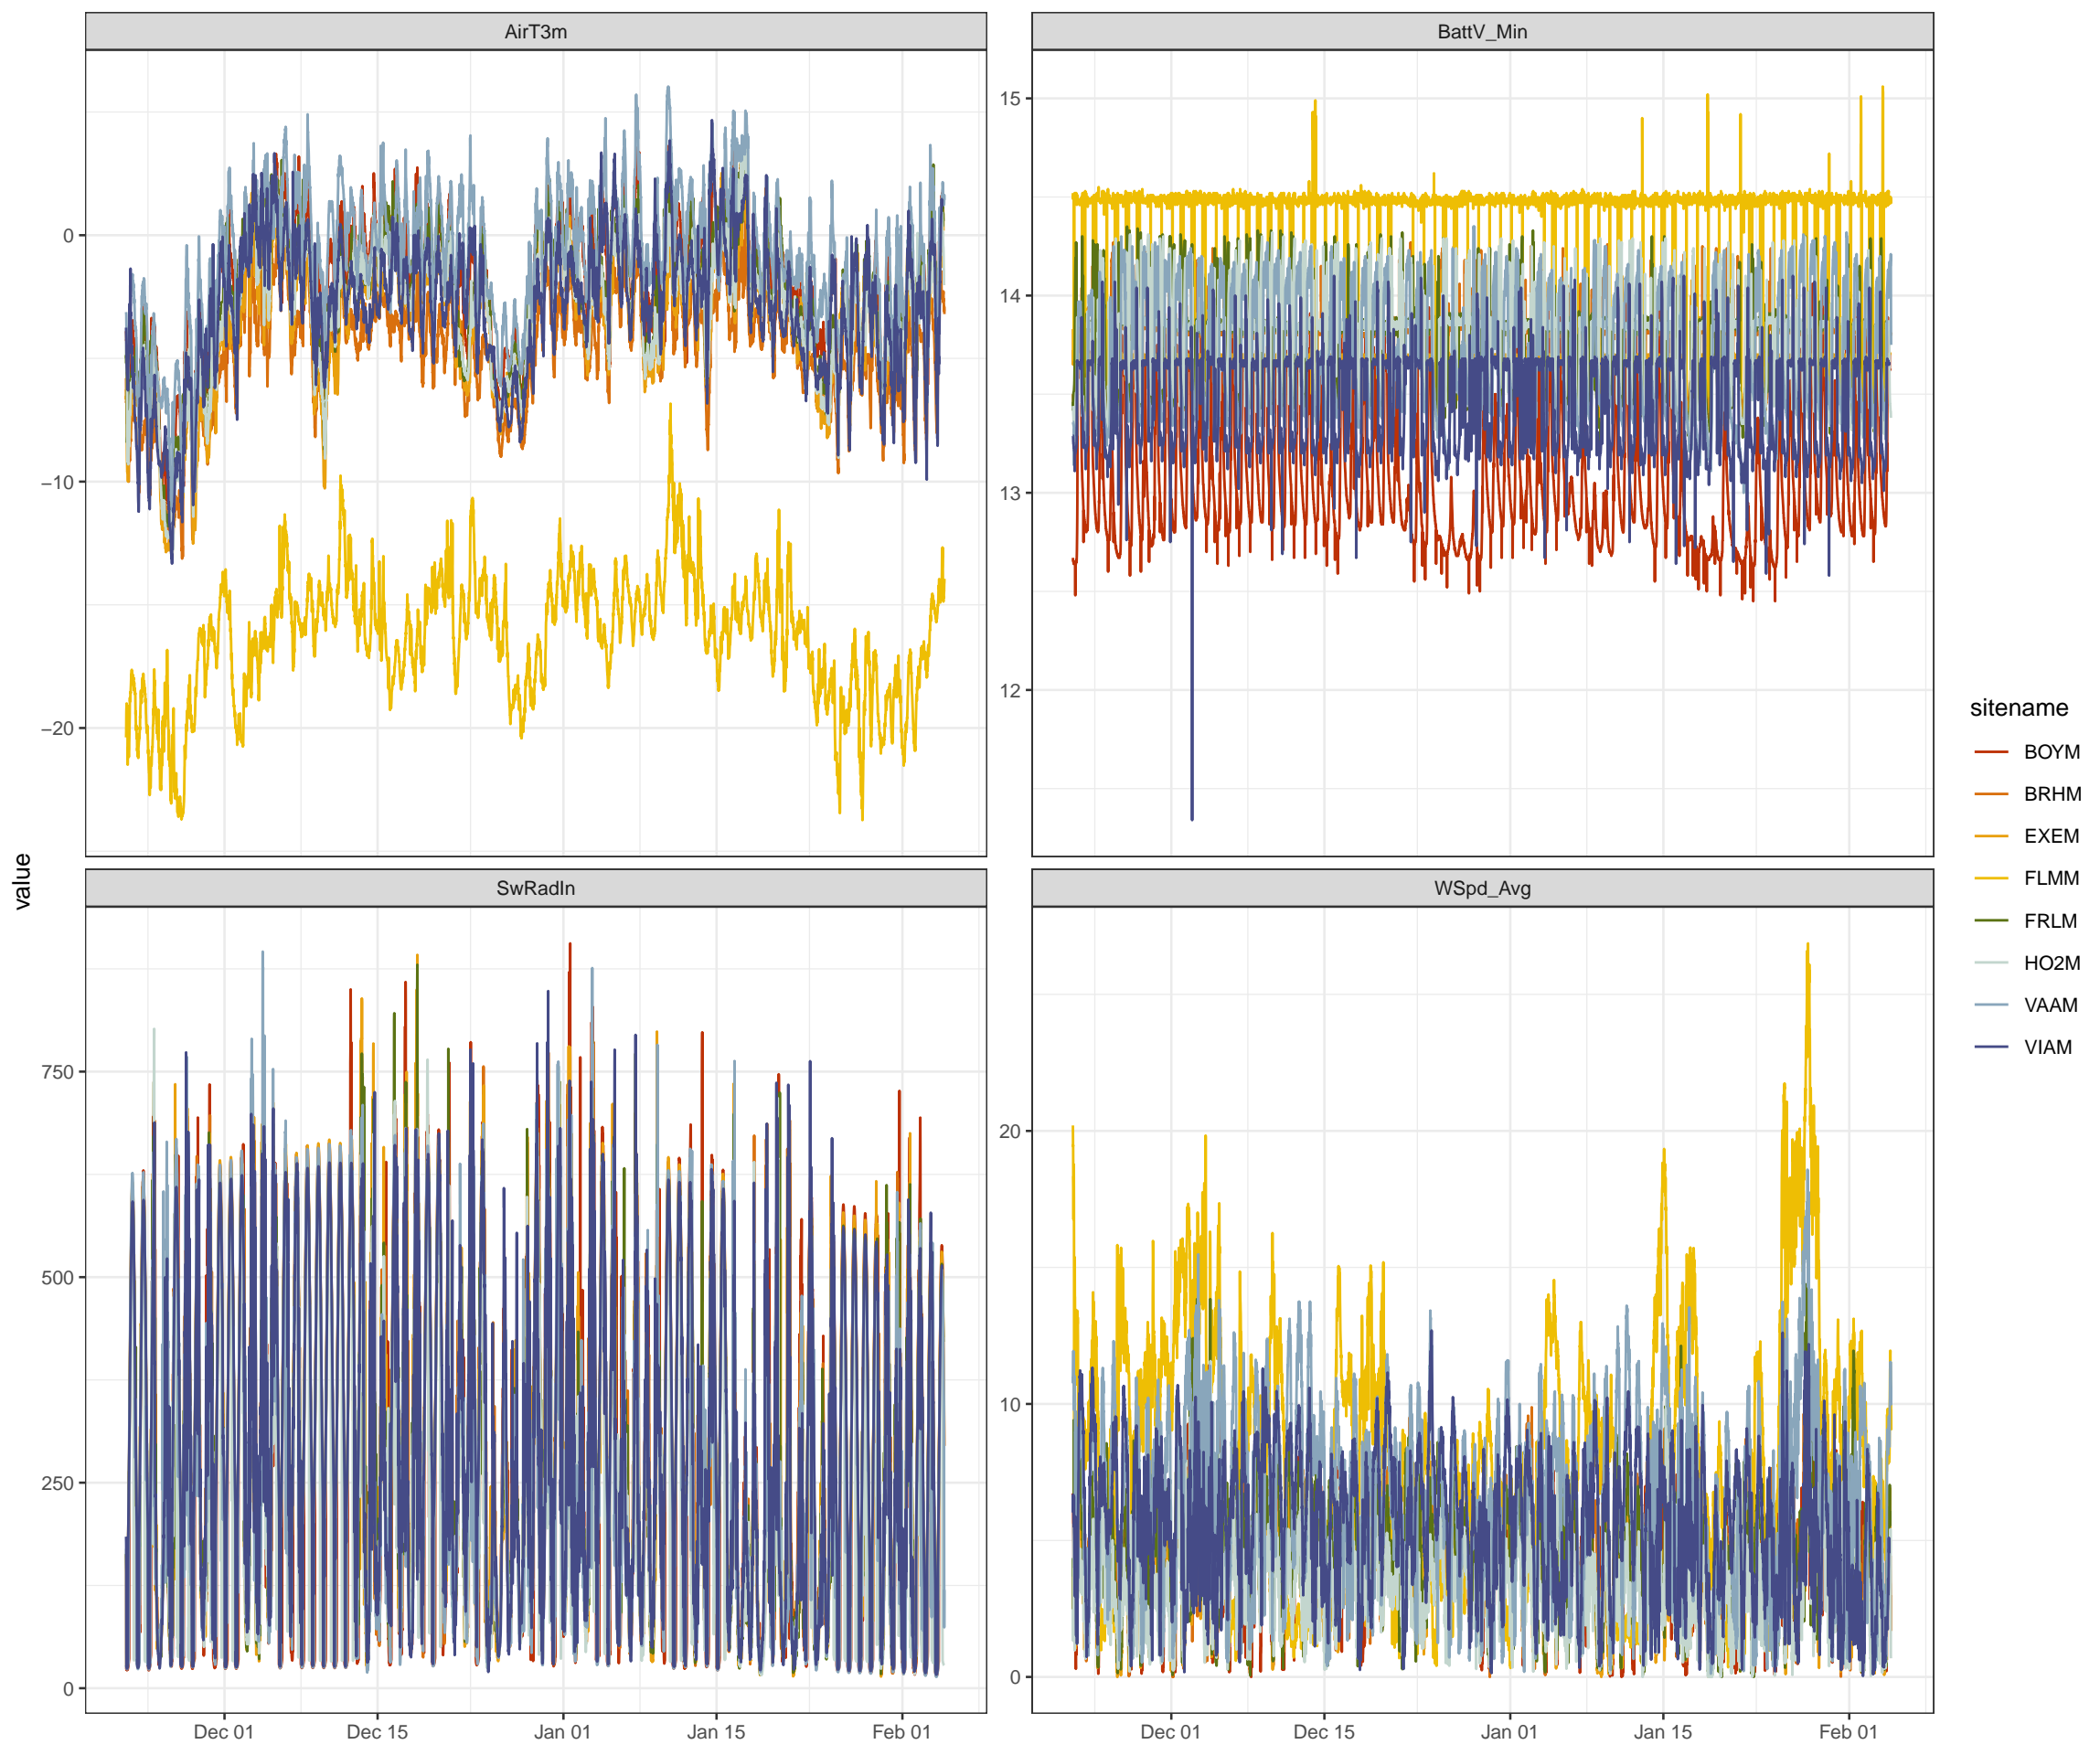 AirT3m
BattV_Min
0
−10
−20
15
14
13
12
SwRadIn
WSpd_Avg
value
750
500
250
0
20
10
0
Dec 01
Dec 15
Jan 01
Jan 15
Feb 01
Dec 01
Dec 15
Jan 01
Jan 15
Feb 01
sitename
BOYM
BRHM
EXEM
FLMM
FRLM
HO2M
VAAM
VIAM